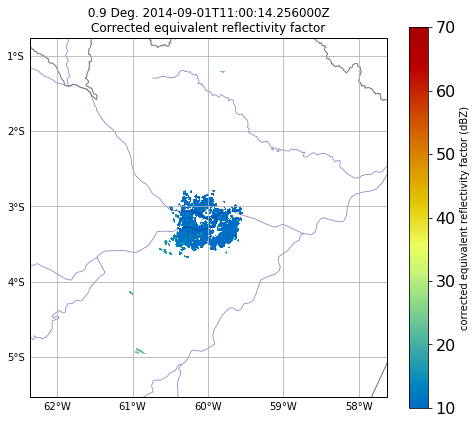 0.9 Deg. 2014-09-01T11:00:14.256000Z
Corrected equivalent reflectivity factor
1°S
2°S
3°S
4°S
5°S
62°W
61°W
60°W
59°W
58°W
70
60
50
40
30
20
10
corrected equivalent reflectivity factor (dBZ)